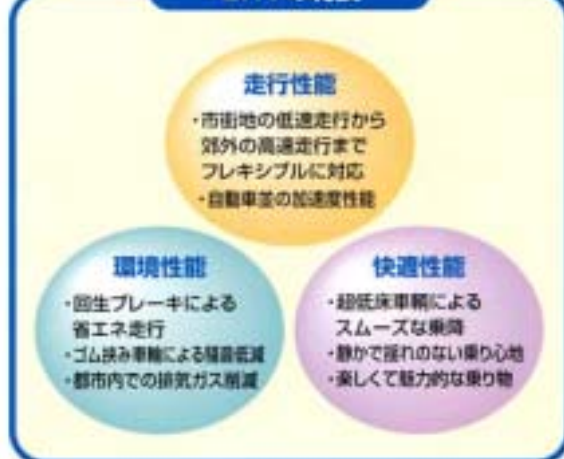 走行性能
・市街地の低速走行から
郊外の高速走行まで
フレキシブルに対応
・自動車並の加速度性能
環境性能
・回生ブレーキによる
省エネ走行
・ゴム挟み車輪による騒音低減
・都市内での排気ガス削減
快適性能
・超低床車輌による
スムーズな乗降
・静かで揺れのない乗り心地
・楽しくて魅力的な乗り物